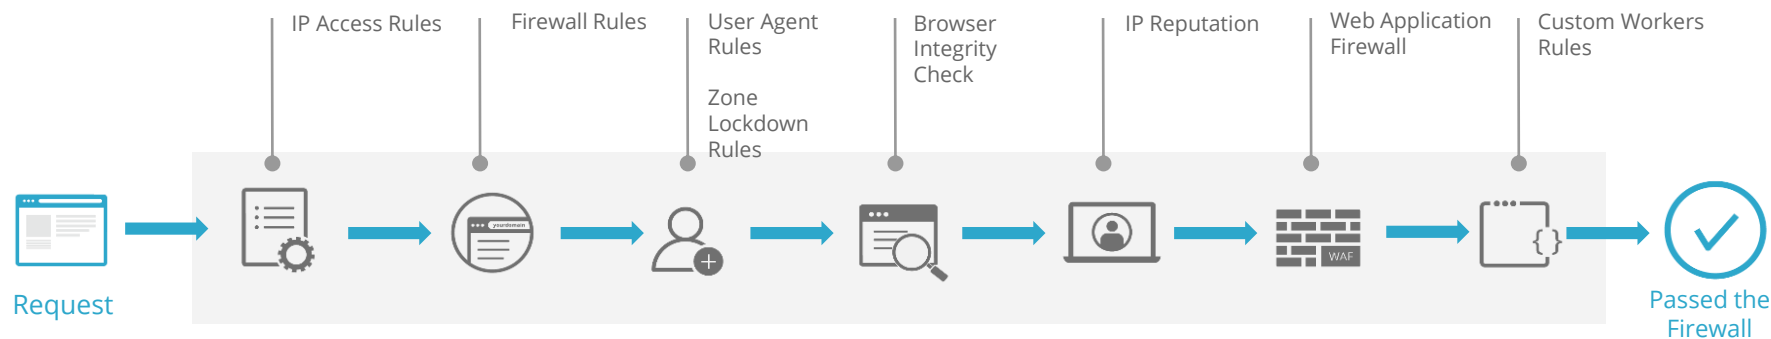 IP Access Rules
Firewall Rules
User Agent
Rules
Zone
Lockdown
Rules
Browser
Integrity
Check
IP Reputation
Web Application
Firewall
Custom Workers
Rules
yourdomain
WAF
{}
Request
Passed the
Firewall